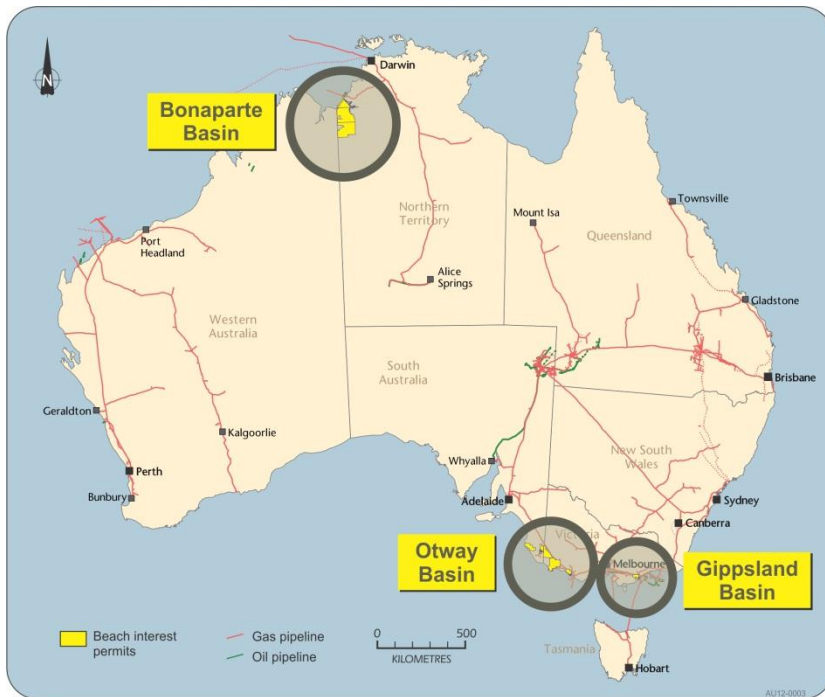 N
Darwin
Bonaparte
Basin
Northern
Territory
Mount Isa
Townsville
Queensland
Port
Headland
Alice
Springs
Gladstone
Western
Australia
South
Australia
Brisbane
Geraldton
Kalgoorlie
Whyalla
New South
Wales
Perth
Bunbury
Adelaide
Sydney
Canberra
Otway
Basin
Victoria
Melbourne
Gippsland
Basin
Beach interest
permits
Gas pipeline
Oil pipeline
0 500
KILOMETRES
Tasmania
Hobart
AU12-0003